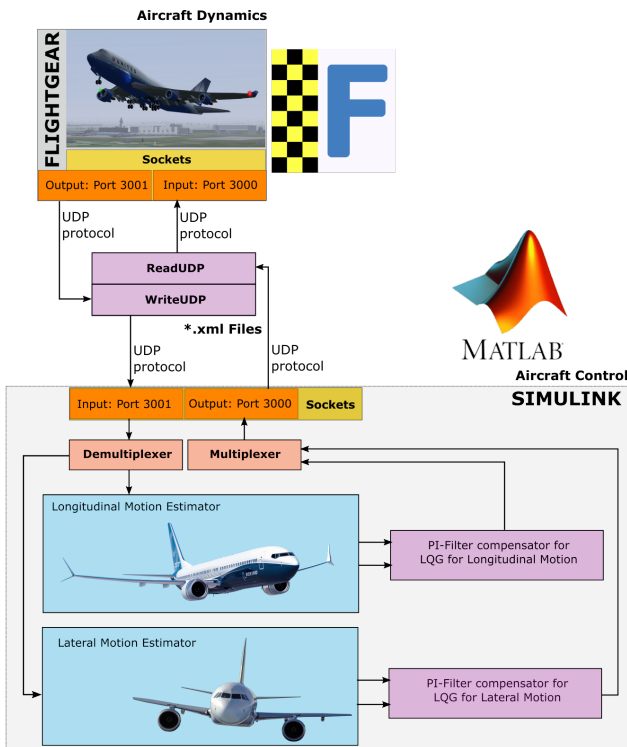 Aircraft Dynamics
FLIGHTGEAR
F
Sockets
Output: Port 3001
Input: Port 3000
UDP
protocol
UDP
protocol
ReadUDP
WriteUDP
*.xml Files
UDP
protocol
UDP
protocol
MATLAB
Aircraft Control
SIMULINK
Input: Port 3001
Output: Port 3000
Sockets
Demultiplexer
Multiplexer
Longitudinal Motion Estimator
PI-Filter compensator for
LQG for Longitudinal Motion
Lateral Motion Estimator
PI-Filter compensator for
LQG for Lateral Motion